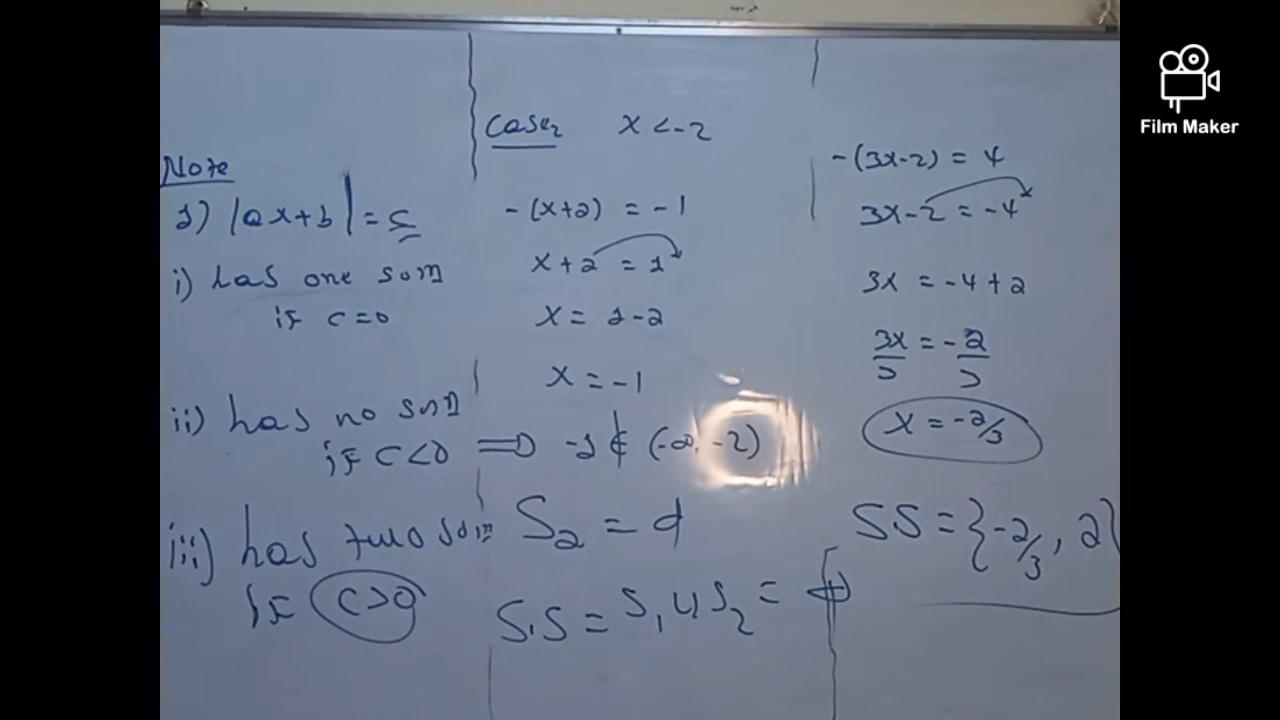 Note
1) |ax+b| = c
i) has one soln
if c=0
ii) has no soln
if c<0
iii) has two soln
if c>0
Case2 x<-2
-(x+2) = -1
x+2 = 1
x = 1-2
x = -1
⇒ -1 ∉ (-∞, -2)
S2 = ϕ
S.S = S1 U S2 = ϕ
-(3x-2) = 4
3x-2 = -4
3x = -4+2
3x/3 = -2/3
x = -2/3
S.S = {-2/3, 2}
Film Maker